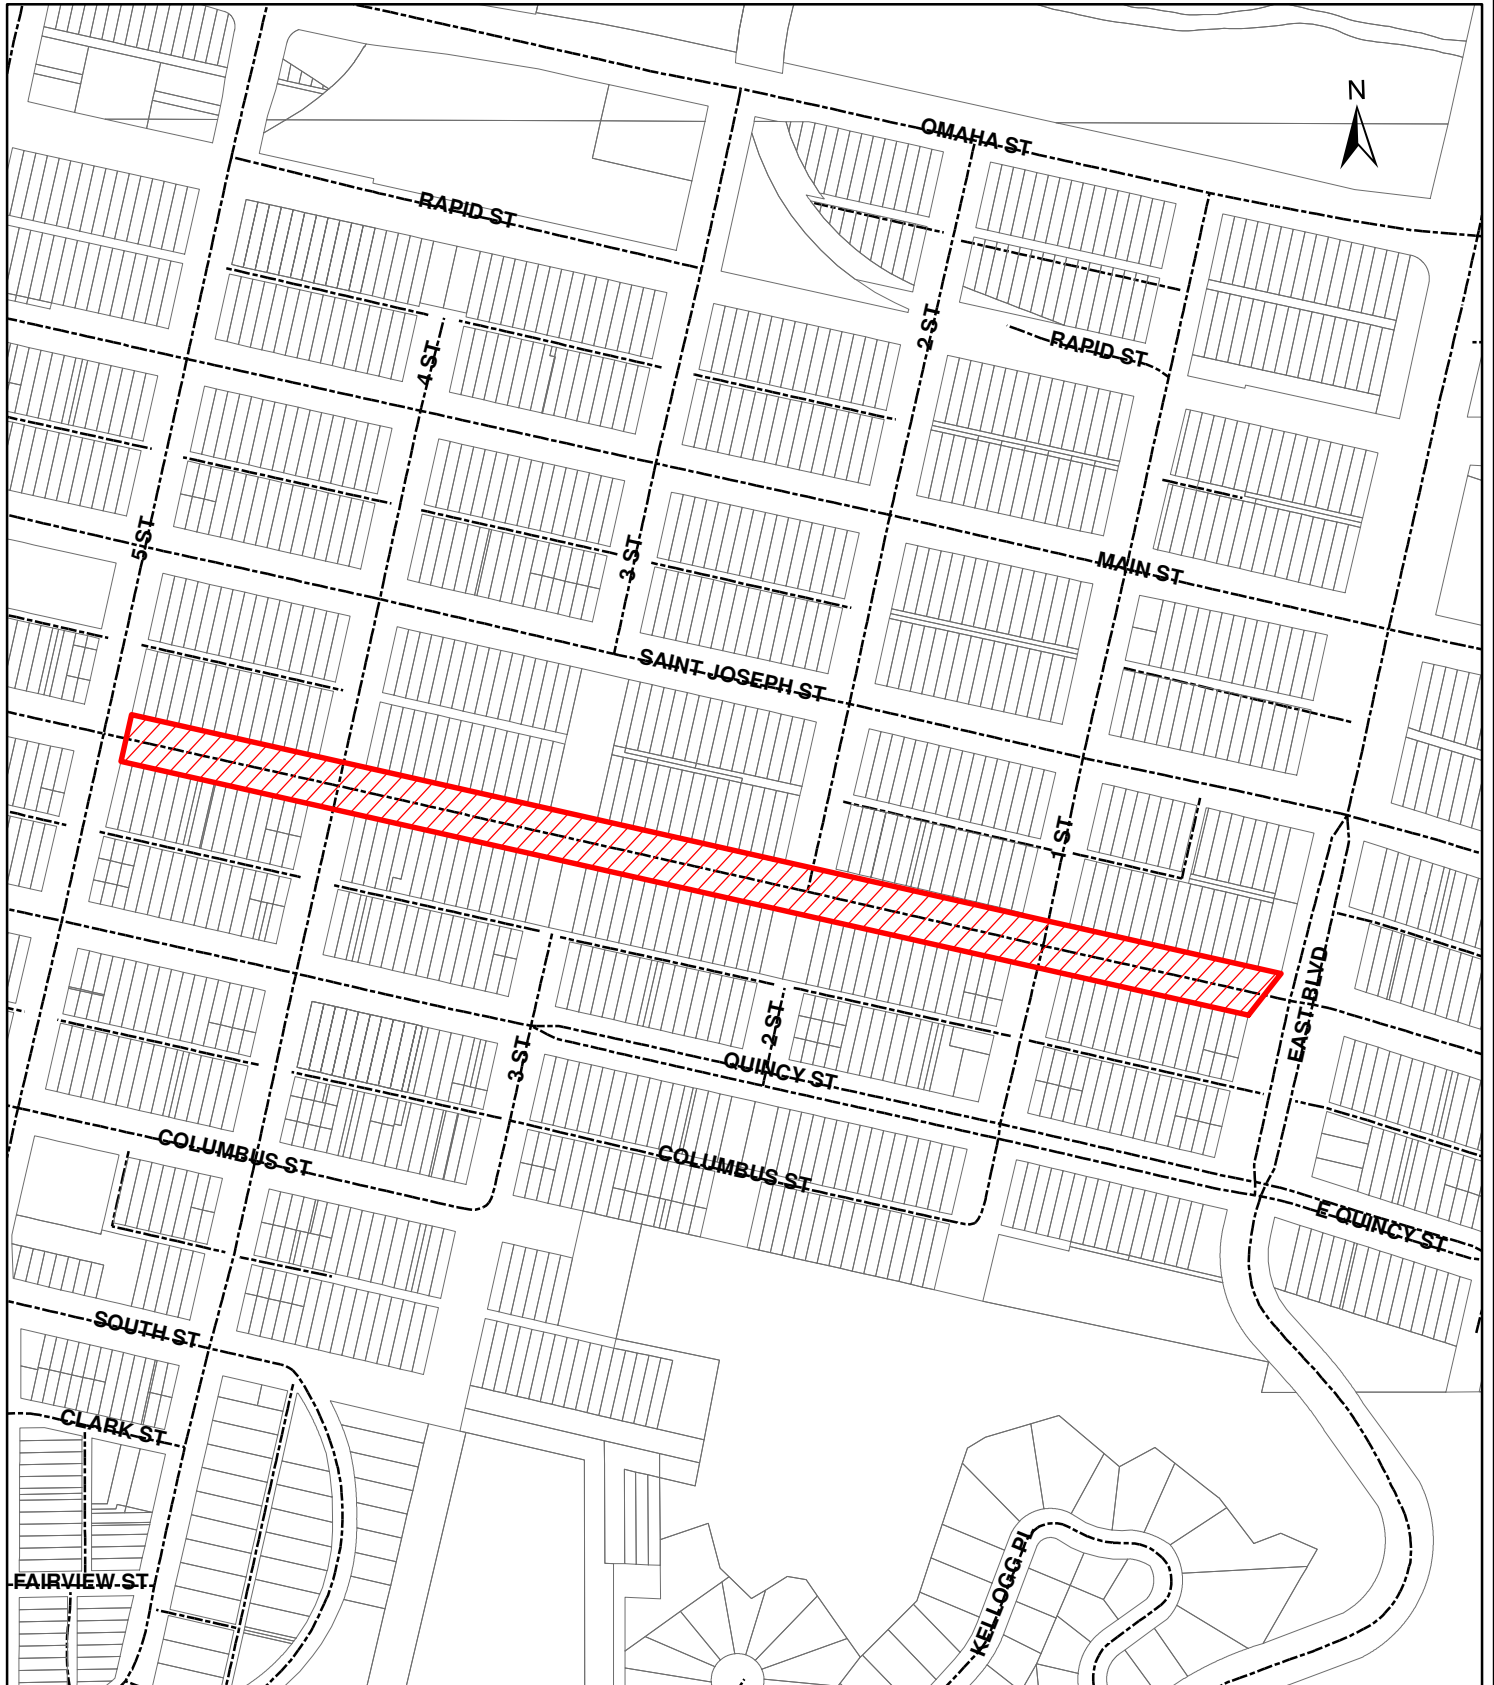 N
OMAHA ST
RAPID ST
2 ST
RAPID ST
4 ST
5 ST
3 ST
MAIN ST
SAINT JOSEPH ST
1 ST
EAST BLVD
2 ST
3 ST
QUINCY ST
COLUMBUS ST
COLUMBUS ST
E QUINCY ST
SOUTH ST
CLARK ST
KELLOGG PL
FAIRVIEW ST